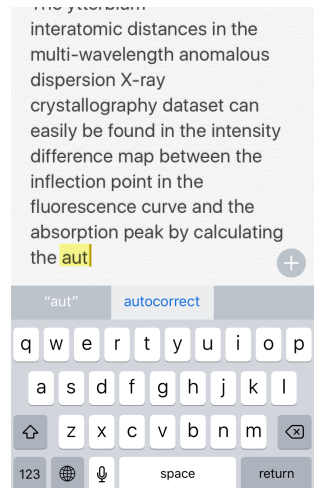 The ytterbium
interatomic distances in the
multi-wavelength anomalous
dispersion X-ray
crystallography dataset can
easily be found in the intensity
difference map between the
inflection point in the
fluorescence curve and the
absorption peak by calculating
the aut
“aut” autocorrect
q w e r t y u i o p
a s d f g h j k l
z x c v b n m
123 space return